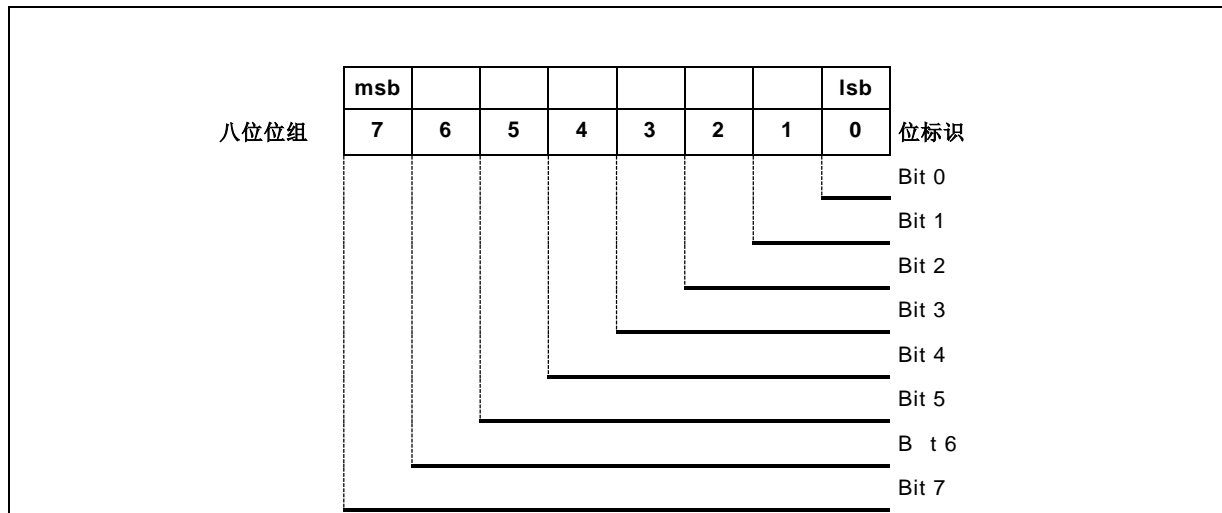 msb lsb
八位位组 7 6 5 4 3 2 1 0 位标识
Bit 0
Bit 1
Bit 2
Bit 3
Bit 4
Bit 5
B t 6
Bit 7